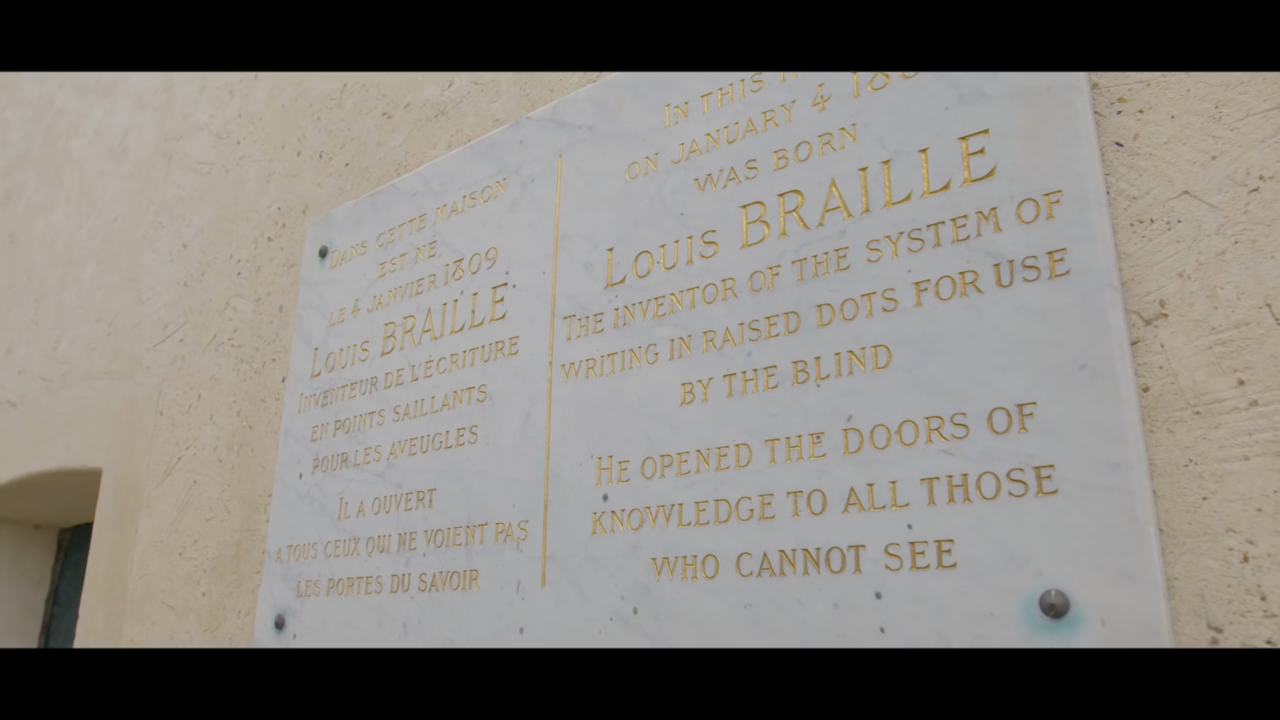 DANS CETTE MAISON
EST NÉ
LE 4 JANVIER 1809
LOUIS BRAILLE
INVENTEUR DE L'ÉCRITURE
EN POINTS SAILLANTS
POUR LES AVEUGLES
IL A OUVERT
A TOUS CEUX QUI NE VOIENT PAS
LES PORTES DU SAVOIR
IN THIS
ON JANUARY 4
WAS BORN
LOUIS BRAILLE
THE INVENTOR OF THE SYSTEM OF
WRITING IN RAISED DOTS FOR USE
BY THE BLIND
HE OPENED THE DOORS OF
KNOWLEDGE TO ALL THOSE
WHO CANNOT SEE